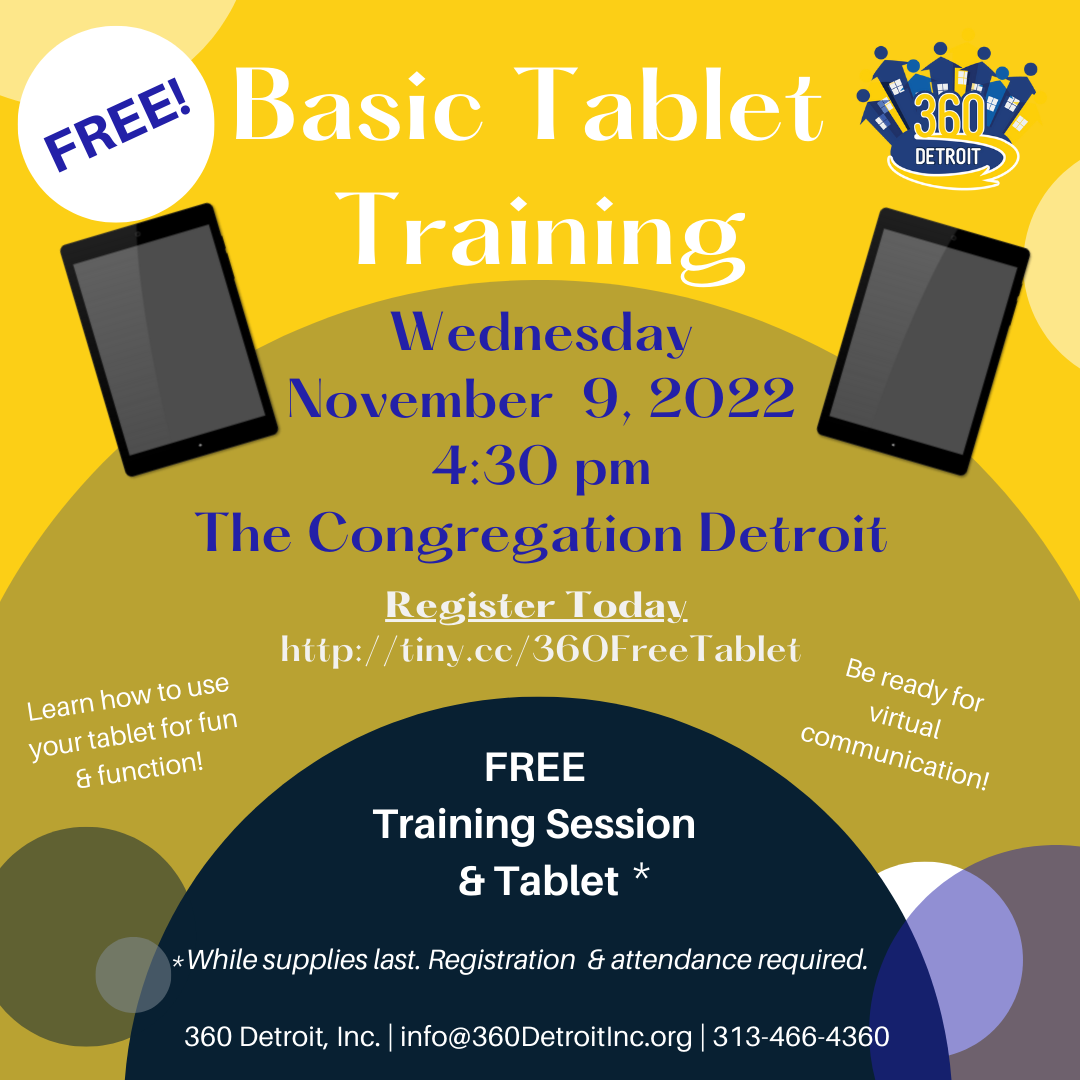 FREE!
Basic Tablet
Training
360
DETROIT
Wednesday
November 9, 2022
4:30 pm
The Congregation Detroit
Register Today
http://tiny.cc/360FreeTablet
Learn how to use
your tablet for fun
& function!
Be ready for
virtual
communication!
FREE
Training Session
& Tablet *
*While supplies last. Registration & attendance required.
360 Detroit, Inc. | info@360DetroitInc.org | 313-466-4360